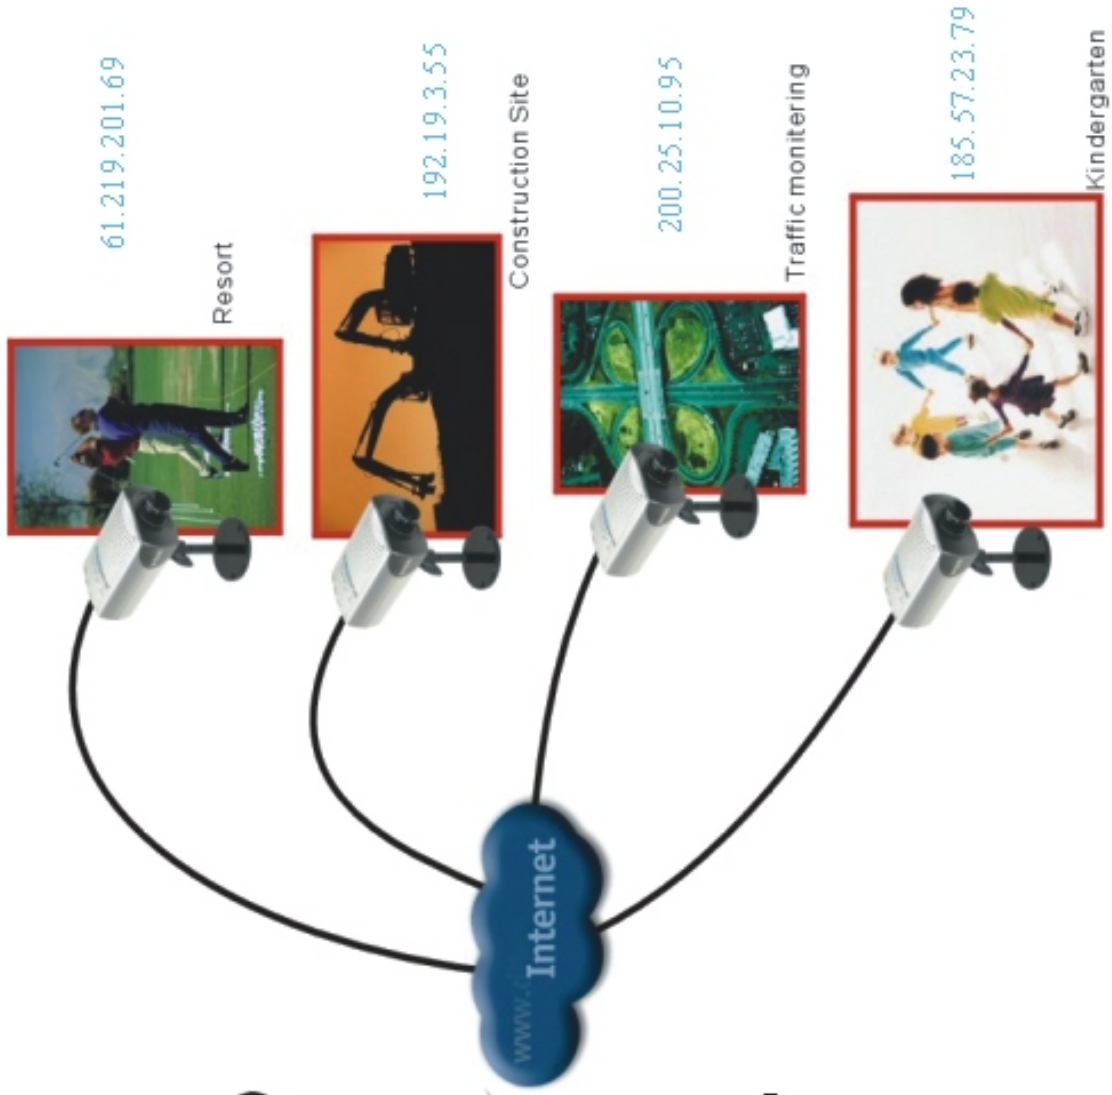 61.219.201.69
Resort
192.19.3.55
Construction Site
200.25.10.95
Traffic monitering
185.57.23.79
Kindergarten
www.
Internet